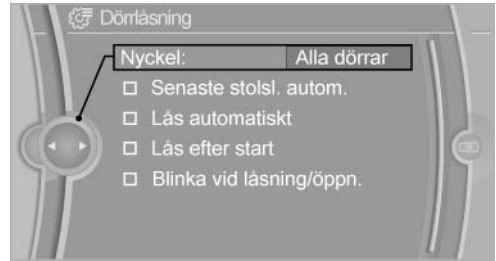 Dörrlåsning
Nyckel: Alla dörrar
Senaste stolsl. autom.
Lås automatiskt
Lås efter start
Blinka vid låsning/öppn.